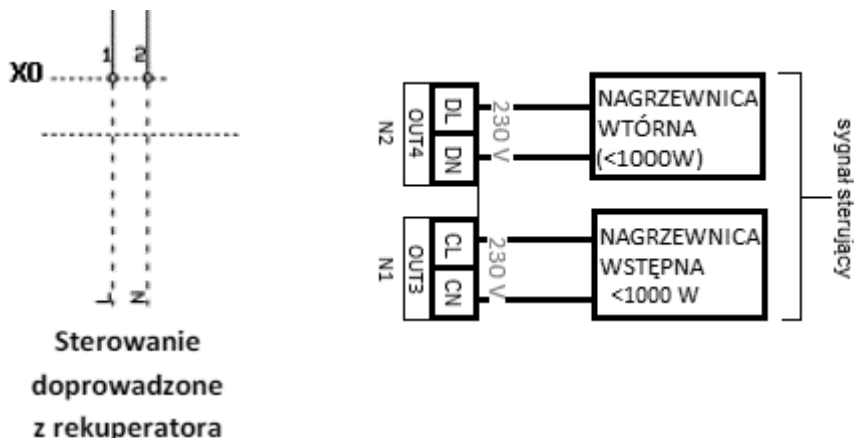 1 2
X0
L N
Sterowanie
doprowadzone
z rekuperatora
N2
OUT4
DL
DN
230 V
NAGRZEWNICA
WTÓRNA
(<1000W)
N1
OUT3
CL
CN
230 V
NAGRZEWNICA
WSTĘPNA
<1000 W
sygnał sterujący